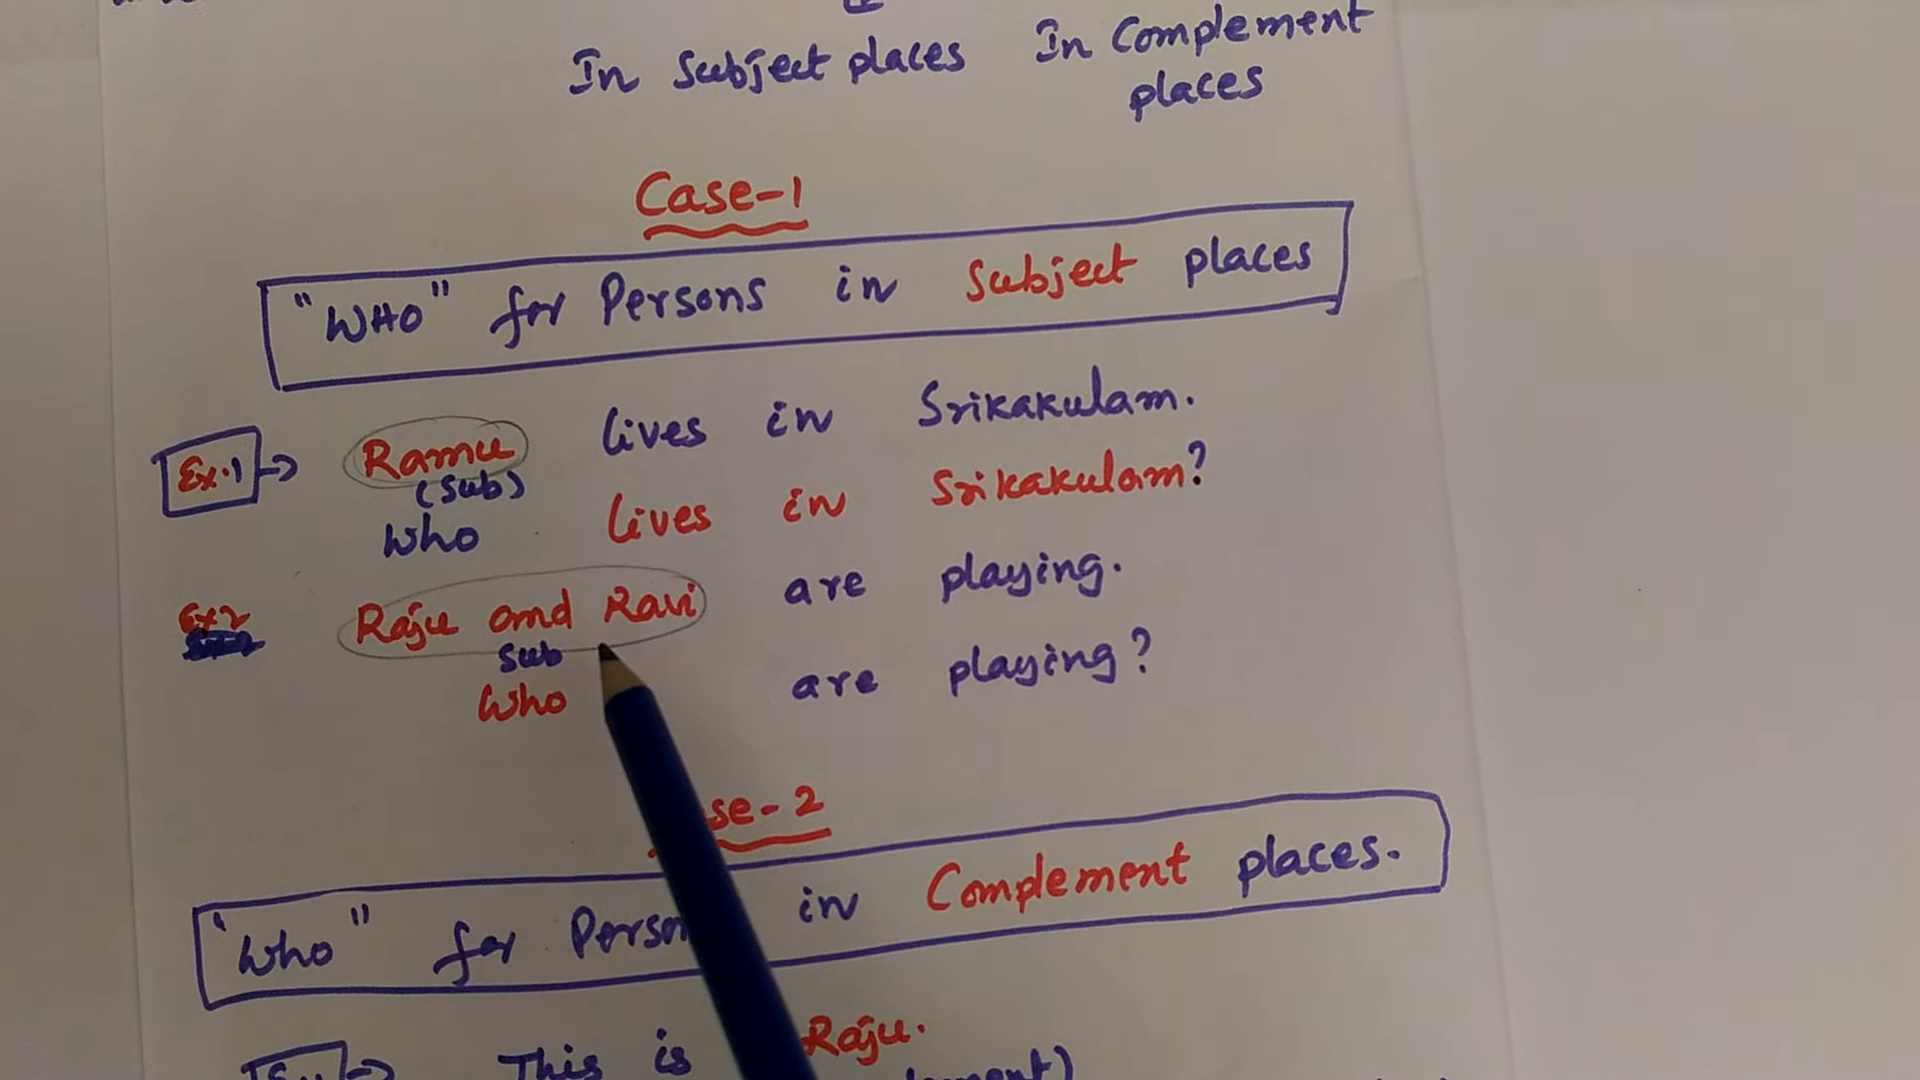 In Subject places In Complement
places
Case-1
"WHO" for Persons in Subject places
Ex.1 → Ramu lives in Srikakulam.
(Sub)
Who lives in Srikakulam?
Ex2 Raju and Ravi are playing.
Sub
Who are playing?
se-2
"Who" for Person in Complement places.
This is Raju.